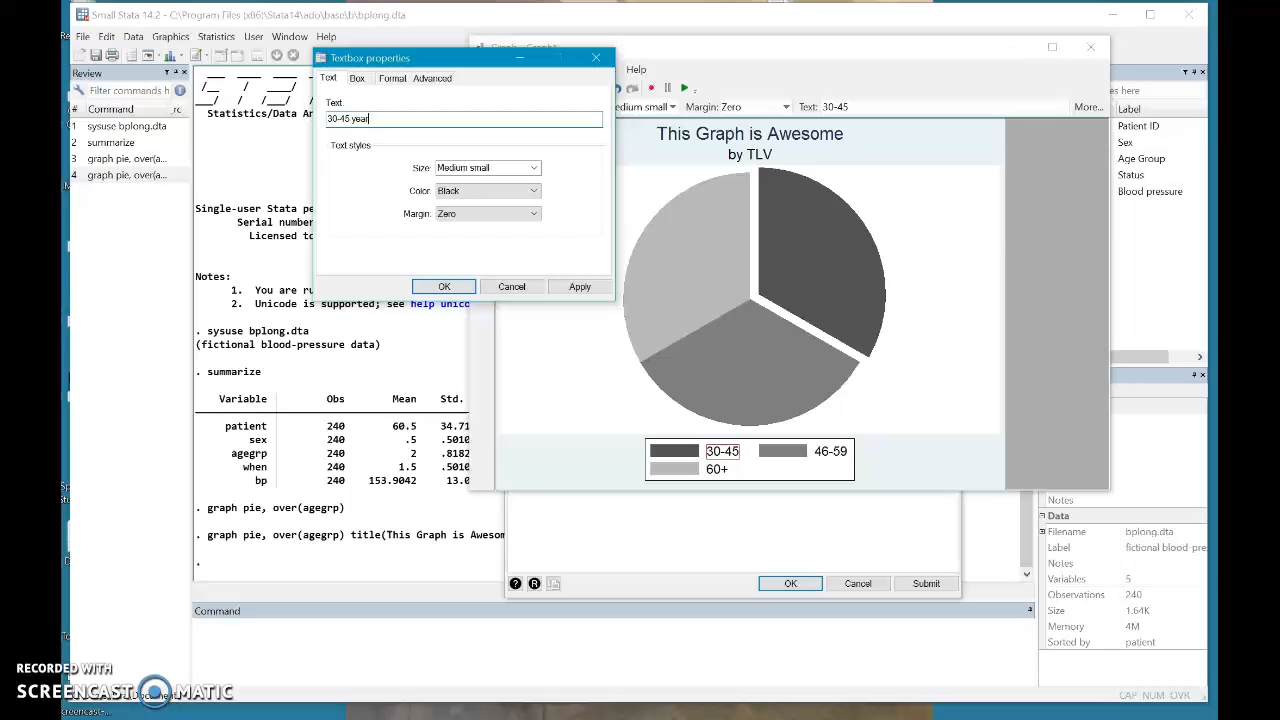 Small Stata 14.2 - C:\Program Files (x86)\Stata14\ado\base\b\bplong.dta
File Edit Data Graphics Statistics User Window Help
Review
Filter commands h
# Command _rc
1 sysuse bplong.dta
2 summarize
3 graph pie, over(a...
4 graph pie, over(a...
Statistics/Data An
Single-user Stata pe
Serial number
Licensed to
Notes:
1. You are ru
2. Unicode is supported; see help unico
. sysuse bplong.dta
(fictional blood-pressure data)
. summarize
Variable Obs Mean Std.
patient 240 60.5 34.71
sex 240 .5 .5010
agegrp 240 2 .8182
when 240 1.5 .5010
bp 240 153.9042 13.0
. graph pie, over(agegrp)
. graph pie, over(agegrp) title(This Graph is Awesom
.
Command
Textbox properties
Text Box Format Advanced
Text
30-45 year
Text styles
Size: Medium small
Color: Black
Margin: Zero
OK Cancel Apply
Help
edium small Margin: Zero Text: 30-45 More...
This Graph is Awesome
by TLV
30-45 46-59
60+
? R OK Cancel Submit
es here
Label
Patient ID
Sex
Age Group
Status
Blood pressure
Notes
Data
Filename bplong.dta
Label fictional blood-pre
Notes
Variables 5
Observations 240
Size 1.64K
Memory 4M
Sorted by patient
CAP NUM OVR
RECORDED WITH
SCREENCAST MATIC
creencast-...